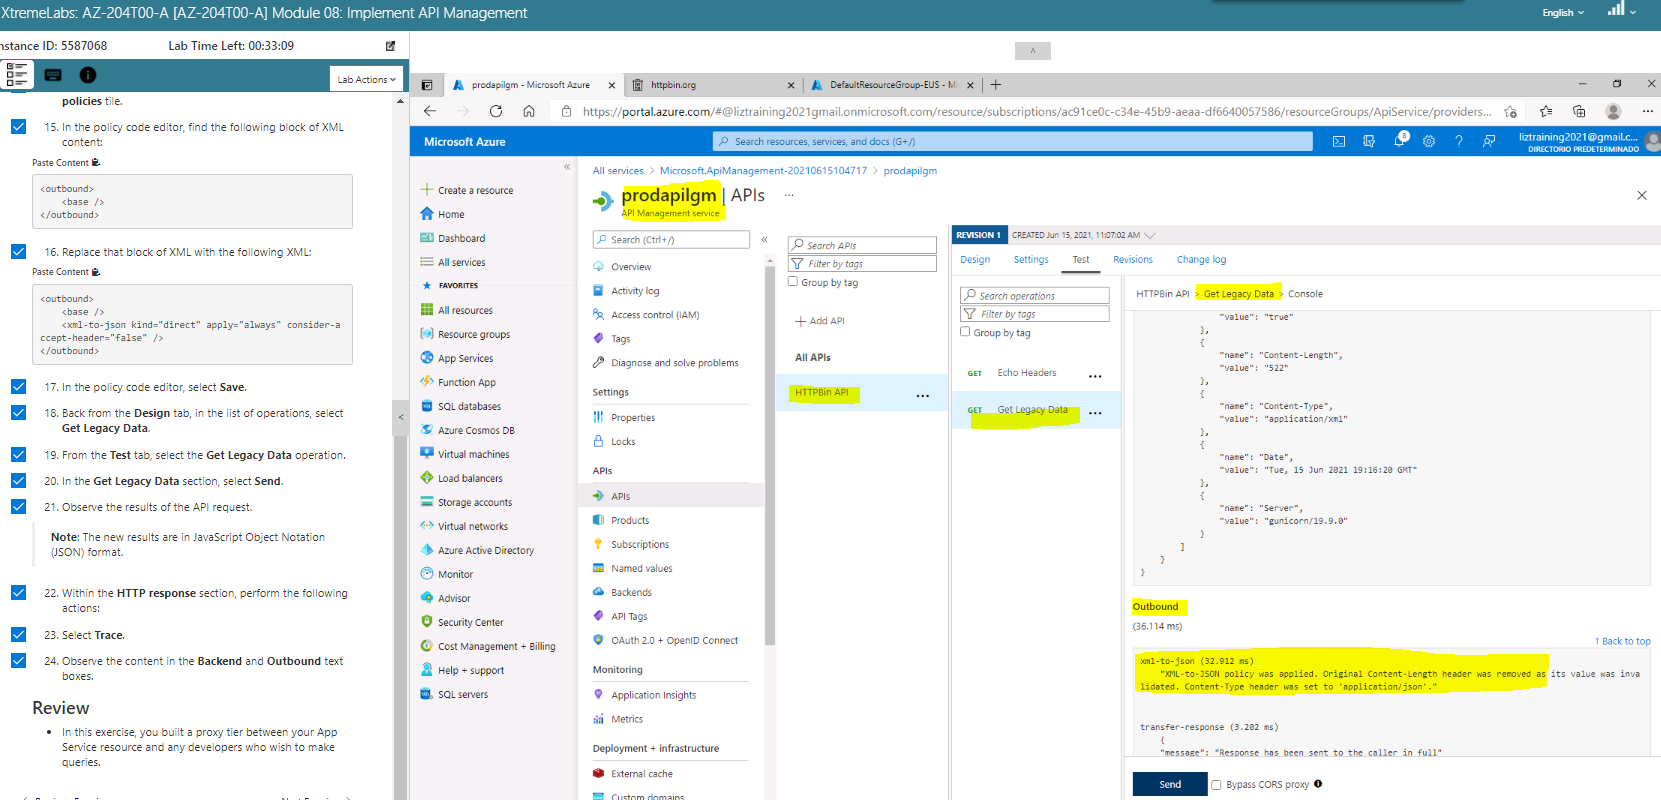 XtremeLabs: AZ-204T00-A [AZ-204T00-A] Module 08: Implement API Management
English
nstance ID: 5587068
Lab Time Left: 00:33:09
Lab Actions
policies tile.
15. In the policy code editor, find the following block of XML
content:
Paste Content
<outbound>
<base />
</outbound>
16. Replace that block of XML with the following XML:
Paste Content
<outbound>
<base />
<xml-to-json kind="direct" apply="always" consider-a
ccept-header="false" />
</outbound>
17. In the policy code editor, select Save.
18. Back from the Design tab, in the list of operations, select
Get Legacy Data.
19. From the Test tab, select the Get Legacy Data operation.
20. In the Get Legacy Data section, select Send.
21. Observe the results of the API request.
Note: The new results are in JavaScript Object Notation
(JSON) format.
22. Within the HTTP response section, perform the following
actions:
23. Select Trace.
24. Observe the content in the Backend and Outbound text
boxes.
Review
In this exercise, you built a proxy tier between your App
Service resource and any developers who wish to make
queries.
prodapilgm - Microsoft Azure
httpbin.org
DefaultResourceGroup-EUS - Mi
https://portal.azure.com/#@liztraining2021gmail.onmicrosoft.com/resource/subscriptions/ac91ce0c-c34e-45b9-aeaa-df6640057586/resourceGroups/ApiService/providers...
Microsoft Azure
Search resources, services, and docs (G+/)
8
liztraining2021@gmail.c...
DIRECTORIO PREDETERMINADO
Create a resource
Home
Dashboard
All services
FAVORITES
All resources
Resource groups
App Services
Function App
SQL databases
Azure Cosmos DB
Virtual machines
Load balancers
Storage accounts
Virtual networks
Azure Active Directory
Monitor
Advisor
Security Center
Cost Management + Billing
Help + support
SQL servers
All services > Microsoft.ApiManagement-20210615104717 > prodapilgm
prodapilgm | APIs ...
API Management service
Search (Ctrl+/)
Overview
Activity log
Access control (IAM)
Tags
Diagnose and solve problems
Settings
Properties
Locks
APIs
APIs
Products
Subscriptions
Named values
Backends
API Tags
OAuth 2.0 + OpenID Connect
Monitoring
Application Insights
Metrics
Deployment + infrastructure
External cache
Custom domains
Search APIs
Filter by tags
Group by tag
Add API
All APIs
HTTPBin API ...
REVISION 1 CREATED Jun 15, 2021, 11:07:02 AM
Design Settings Test Revisions Change log
Search operations
Filter by tags
Group by tag
GET Echo Headers ...
GET Get Legacy Data ...
HTTPBin API > Get Legacy Data > Console
"value": "true"
},
{
"name": "Content-Length",
"value": "522"
},
{
"name": "Content-Type",
"value": "application/xml"
},
{
"name": "Date",
"value": "Tue, 15 Jun 2021 19:16:20 GMT"
},
{
"name": "Server",
"value": "gunicorn/19.9.0"
}
]
}
}
Outbound
(36.114 ms)
↑ Back to top
xml-to-json (32.912 ms)
"XML-to-JSON policy was applied. Original Content-Length header was removed as its value was inva
lidated. Content-Type header was set to 'application/json'."
transfer-response (3.202 ms)
{
"message": "Response has been sent to the caller in full"
Send
Bypass CORS proxy